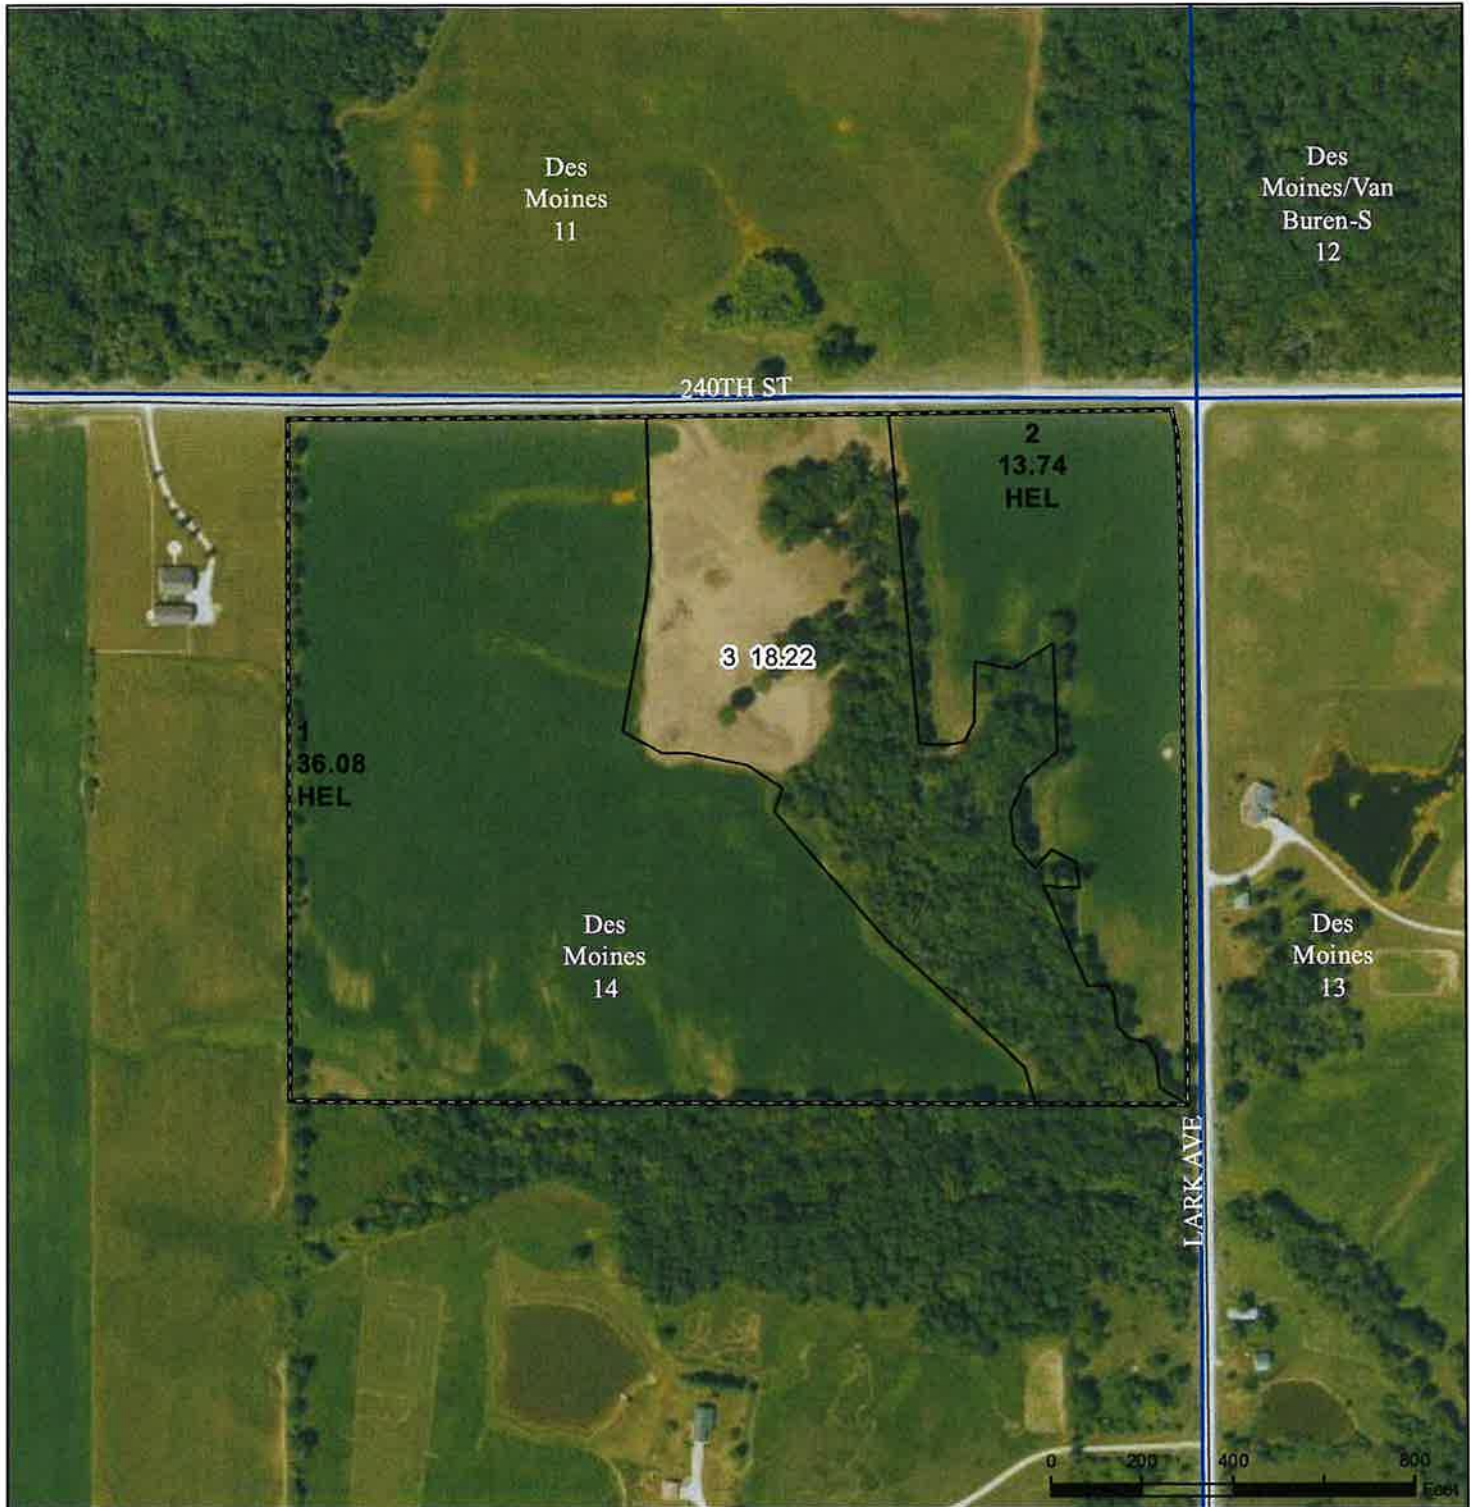 Des
Moines
11
Des
Moines/Van
Buren-S
12
240TH ST
2
13.74
HEL
3 18.22
1
36.08
HEL
Des
Moines
14
Des
Moines
13
LARK AVE
0 200 400 800
Feet